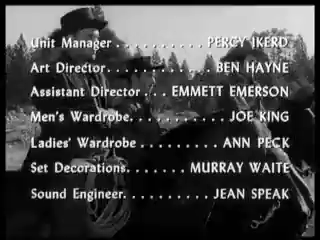 Unit Manager.......... PERCY IKERD
Art Director............ BEN HAYNE
Assistant Director... EMMETT EMERSON
Men's Wardrobe........... JOE KING
Ladies' Wardrobe......... ANN PECK
Set Decorations....... MURRAY WAITE
Sound Engineer.......... JEAN SPEAK